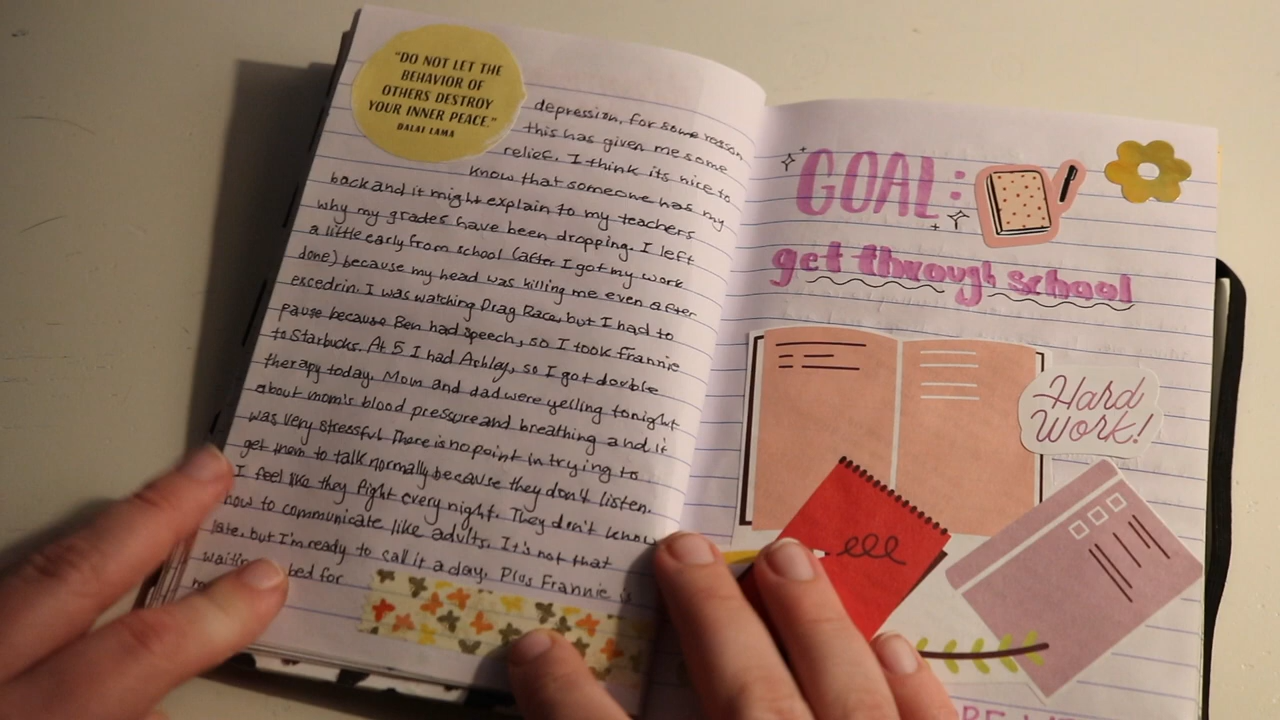 "DO NOT LET THE
BEHAVIOR OF
OTHERS DESTROY
YOUR INNER PEACE."
DALAI LAMA
depression, for some reason
this has given me some
relief. I think its nice to
know that someone has my
back and it might explain to my teachers
why my grades have been dropping. I left
a little early from school (after I got my work
done) because my head was killing me even after
excedrin. I was watching Drag Race, but I had to
pause because Ben had speech, so I took Frannie
to Starbucks. At 5 I had Ashley, so I got double
therapy today. Mom and dad were yelling tonight
about mom's blood pressure and breathing and it
was very stressful. There is no point in trying to
get them to talk normally because they don't listen.
I feel like they fight every night. They don't know
how to communicate like adults. It's not that
late, but I'm ready to call it a day. Plus Frannie is
bed for
GOAL:
get through school
Hard
Work!